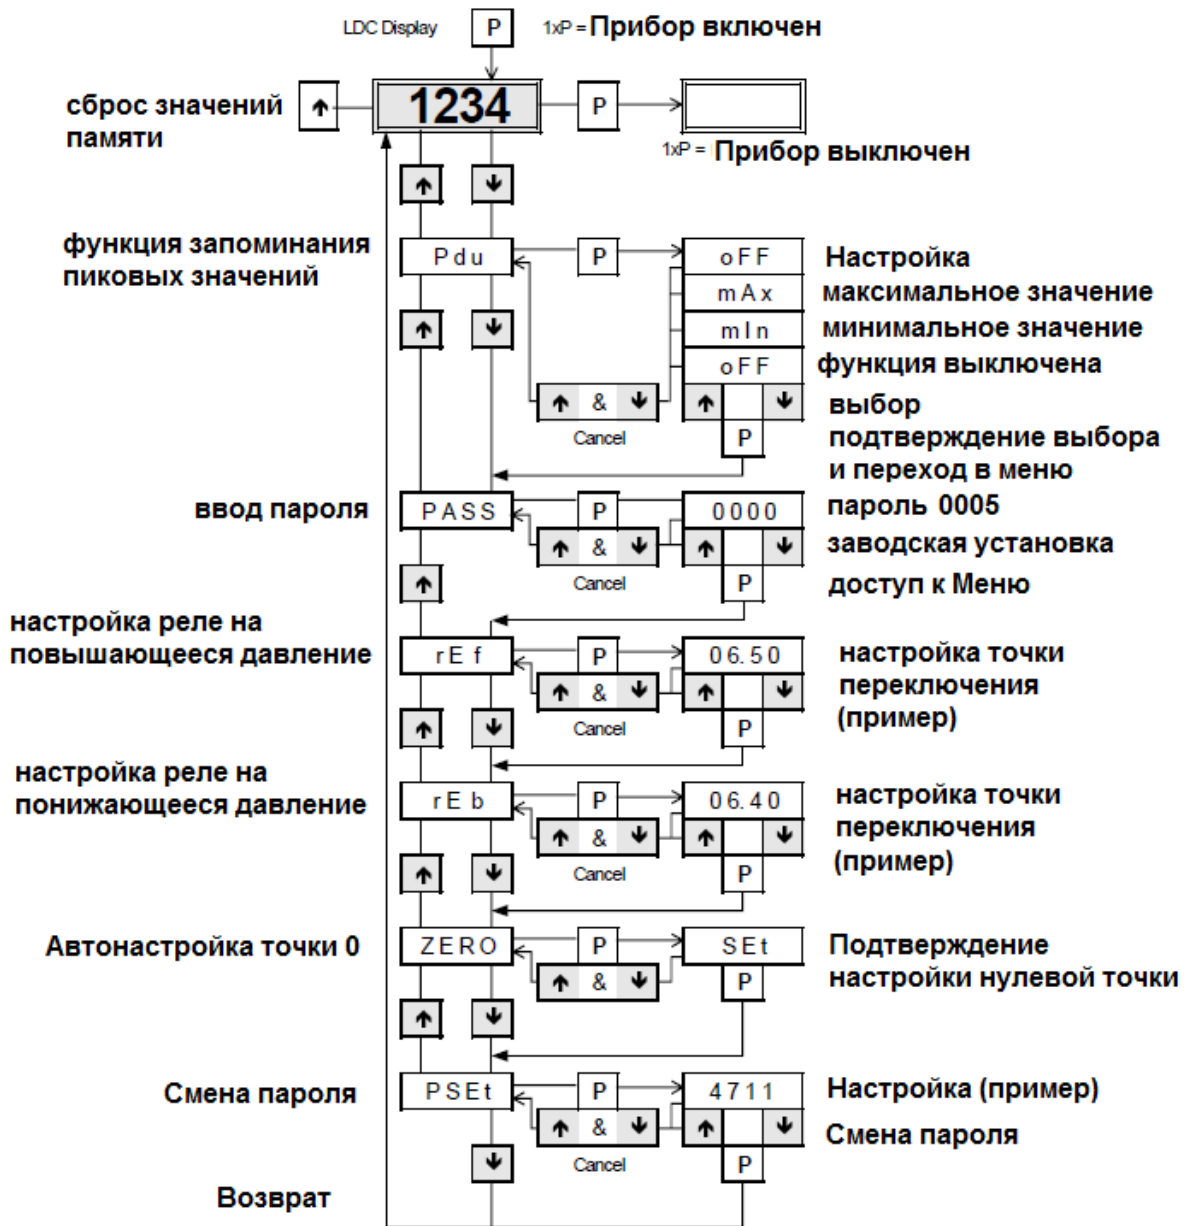 LDC Display P 1xP = Прибор включен
сброс значений
памяти
1234 P
1xP = Прибор выключен
функция запоминания
пиковых значений
Pdu P oFF Настройка
mAx максимальное значение
mIn минимальное значение
oFF функция выключена
& выбор
Cancel P подтверждение выбора
и переход в меню
ввод пароля PASS P 0000 пароль 0005
& заводская установка
Cancel P доступ к Меню
настройка реле на
повышающееся давление
rEf P 06.50 настройка точки
& переключения
Cancel P (пример)
настройка реле на
понижающееся давление
rEb P 06.40 настройка точки
& переключения
Cancel P (пример)
Автонастройка точки 0 ZERO P SEt Подтверждение
& P настройки нулевой точки
Смена пароля PSEt P 4711 Настройка (пример)
& Смена пароля
Cancel P
Возврат